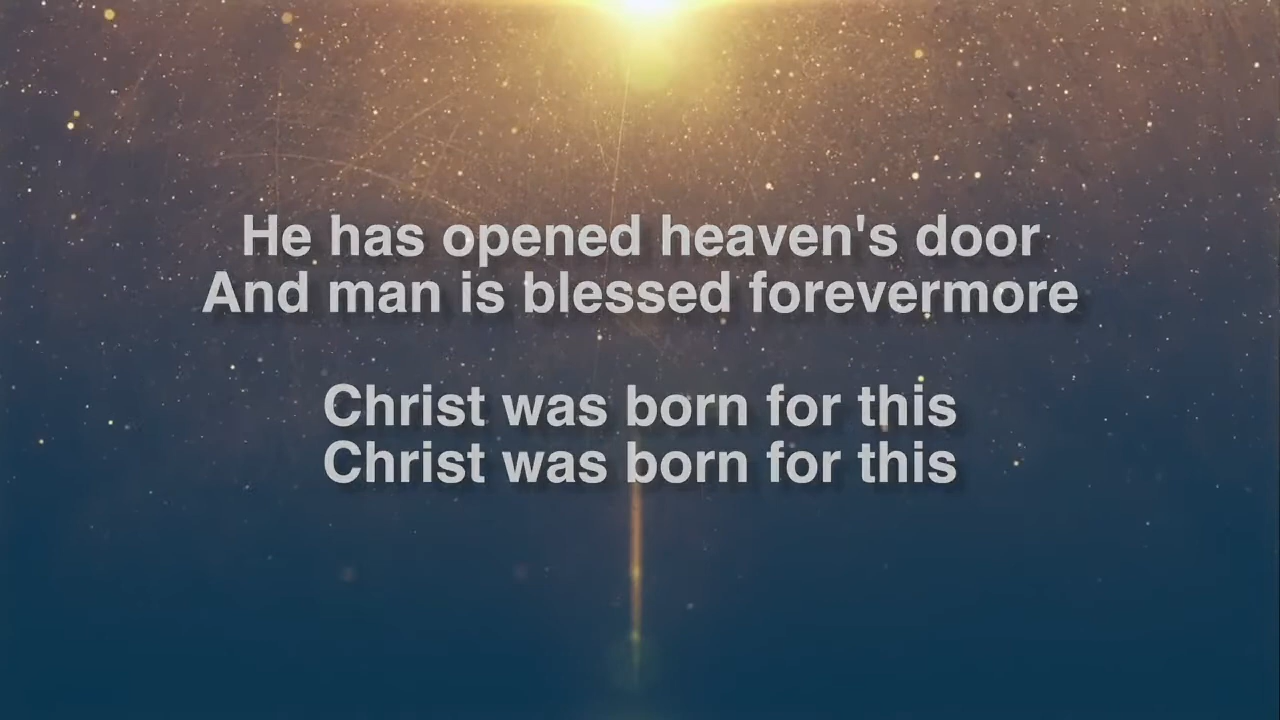 He has opened heaven's door
And man is blessed forevermore
Christ was born for this
Christ was born for this